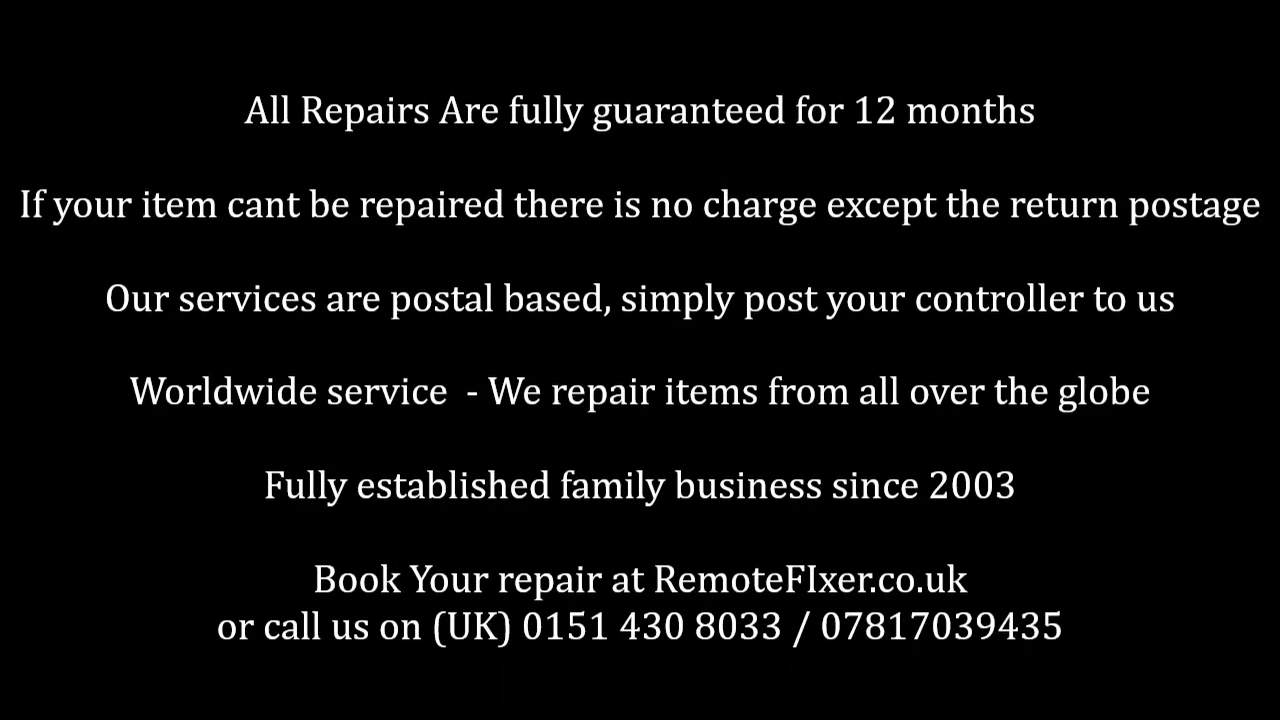 All Repairs Are fully guaranteed for 12 months
If your item cant be repaired there is no charge except the return postage
Our services are postal based, simply post your controller to us
Worldwide service  - We repair items from all over the globe
Fully established family business since 2003
Book Your repair at RemoteFIxer.co.uk
or call us on (UK) 0151 430 8033 / 07817039435